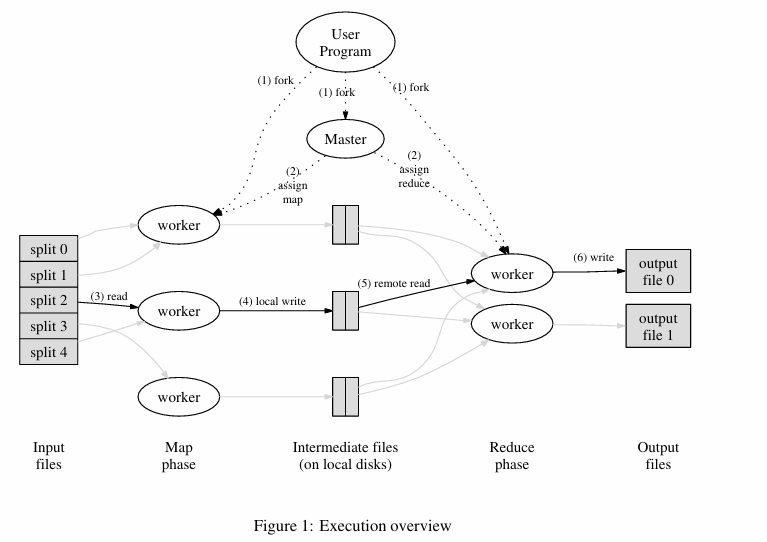 User
Program
(1) fork
(1) fork
(1) fork
Master
(2)
assign
map
(2)
assign
reduce
worker
split 0
split 1
split 2
split 3
split 4
(3) read
worker
(4) local write
(5) remote read
worker
(6) write
output
file 0
worker
output
file 1
worker
Input
files
Map
phase
Intermediate files
(on local disks)
Reduce
phase
Output
files
Figure 1: Execution overview